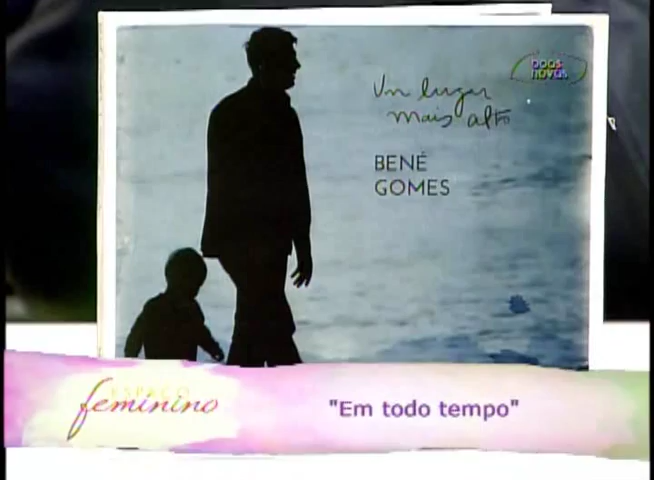 boas
novas
Um lugar
mais alto
BENÉ
GOMES
ESPAÇO
feminino
"Em todo tempo"